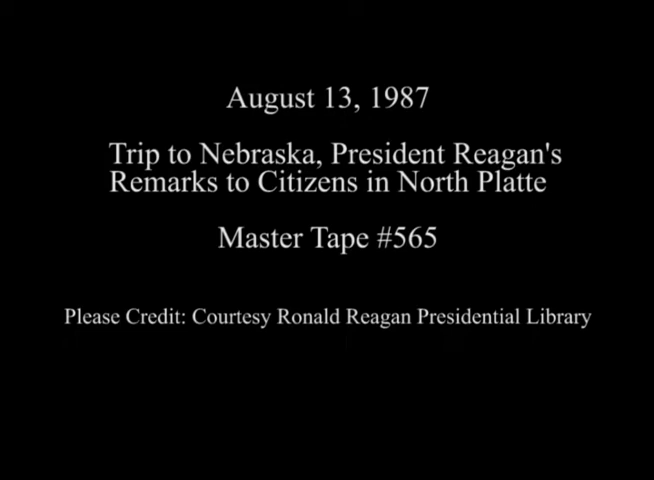 August 13, 1987
Trip to Nebraska, President Reagan's
Remarks to Citizens in North Platte
Master Tape #565
Please Credit: Courtesy Ronald Reagan Presidential Library